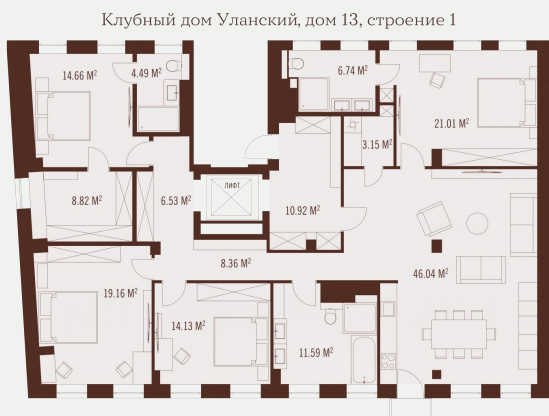 Клубный дом Уланский, дом 13, строение 1
14.66 М²
4.49 М²
6.74 М²
21.01 М²
3.15 М²
8.82 М²
6.53 М²
ЛИФТ
10.92 М²
8.36 М²
46.04 М²
19.16 М²
14.13 М²
11.59 М²